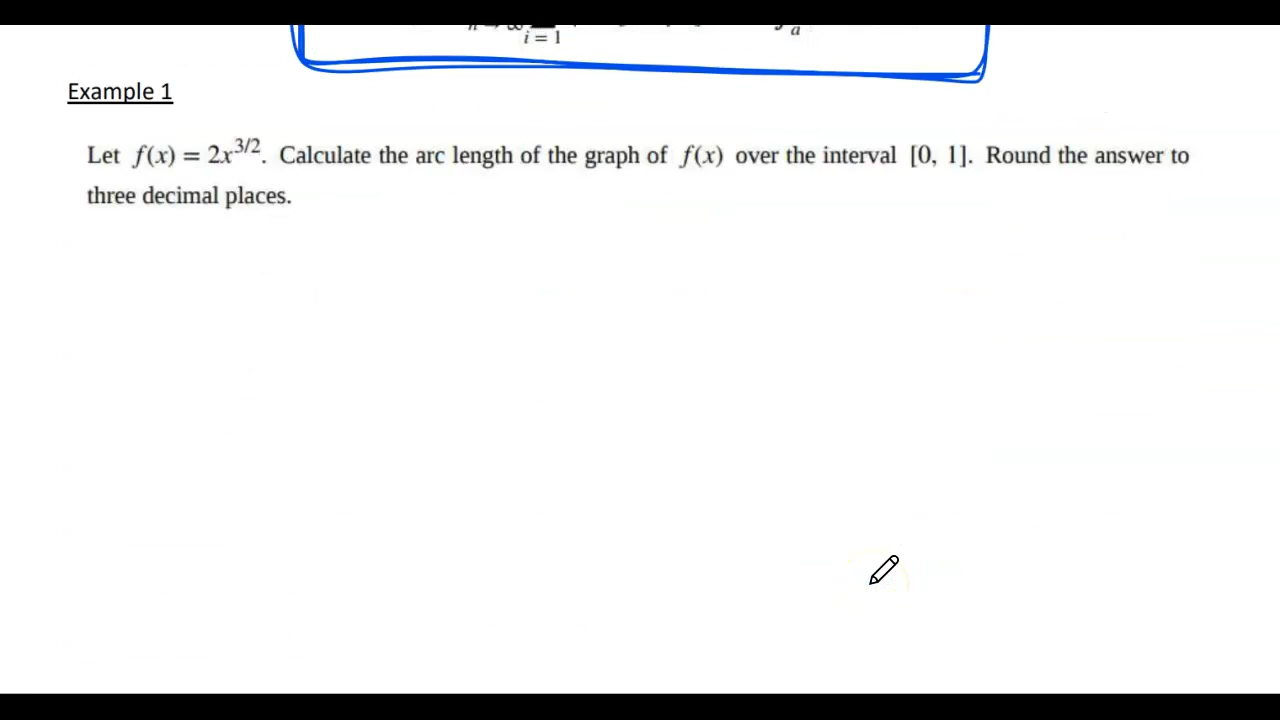 i = 1
a
Example 1
Let f(x) = 2x^{3/2}. Calculate the arc length of the graph of f(x) over the interval [0, 1]. Round the answer to
three decimal places.